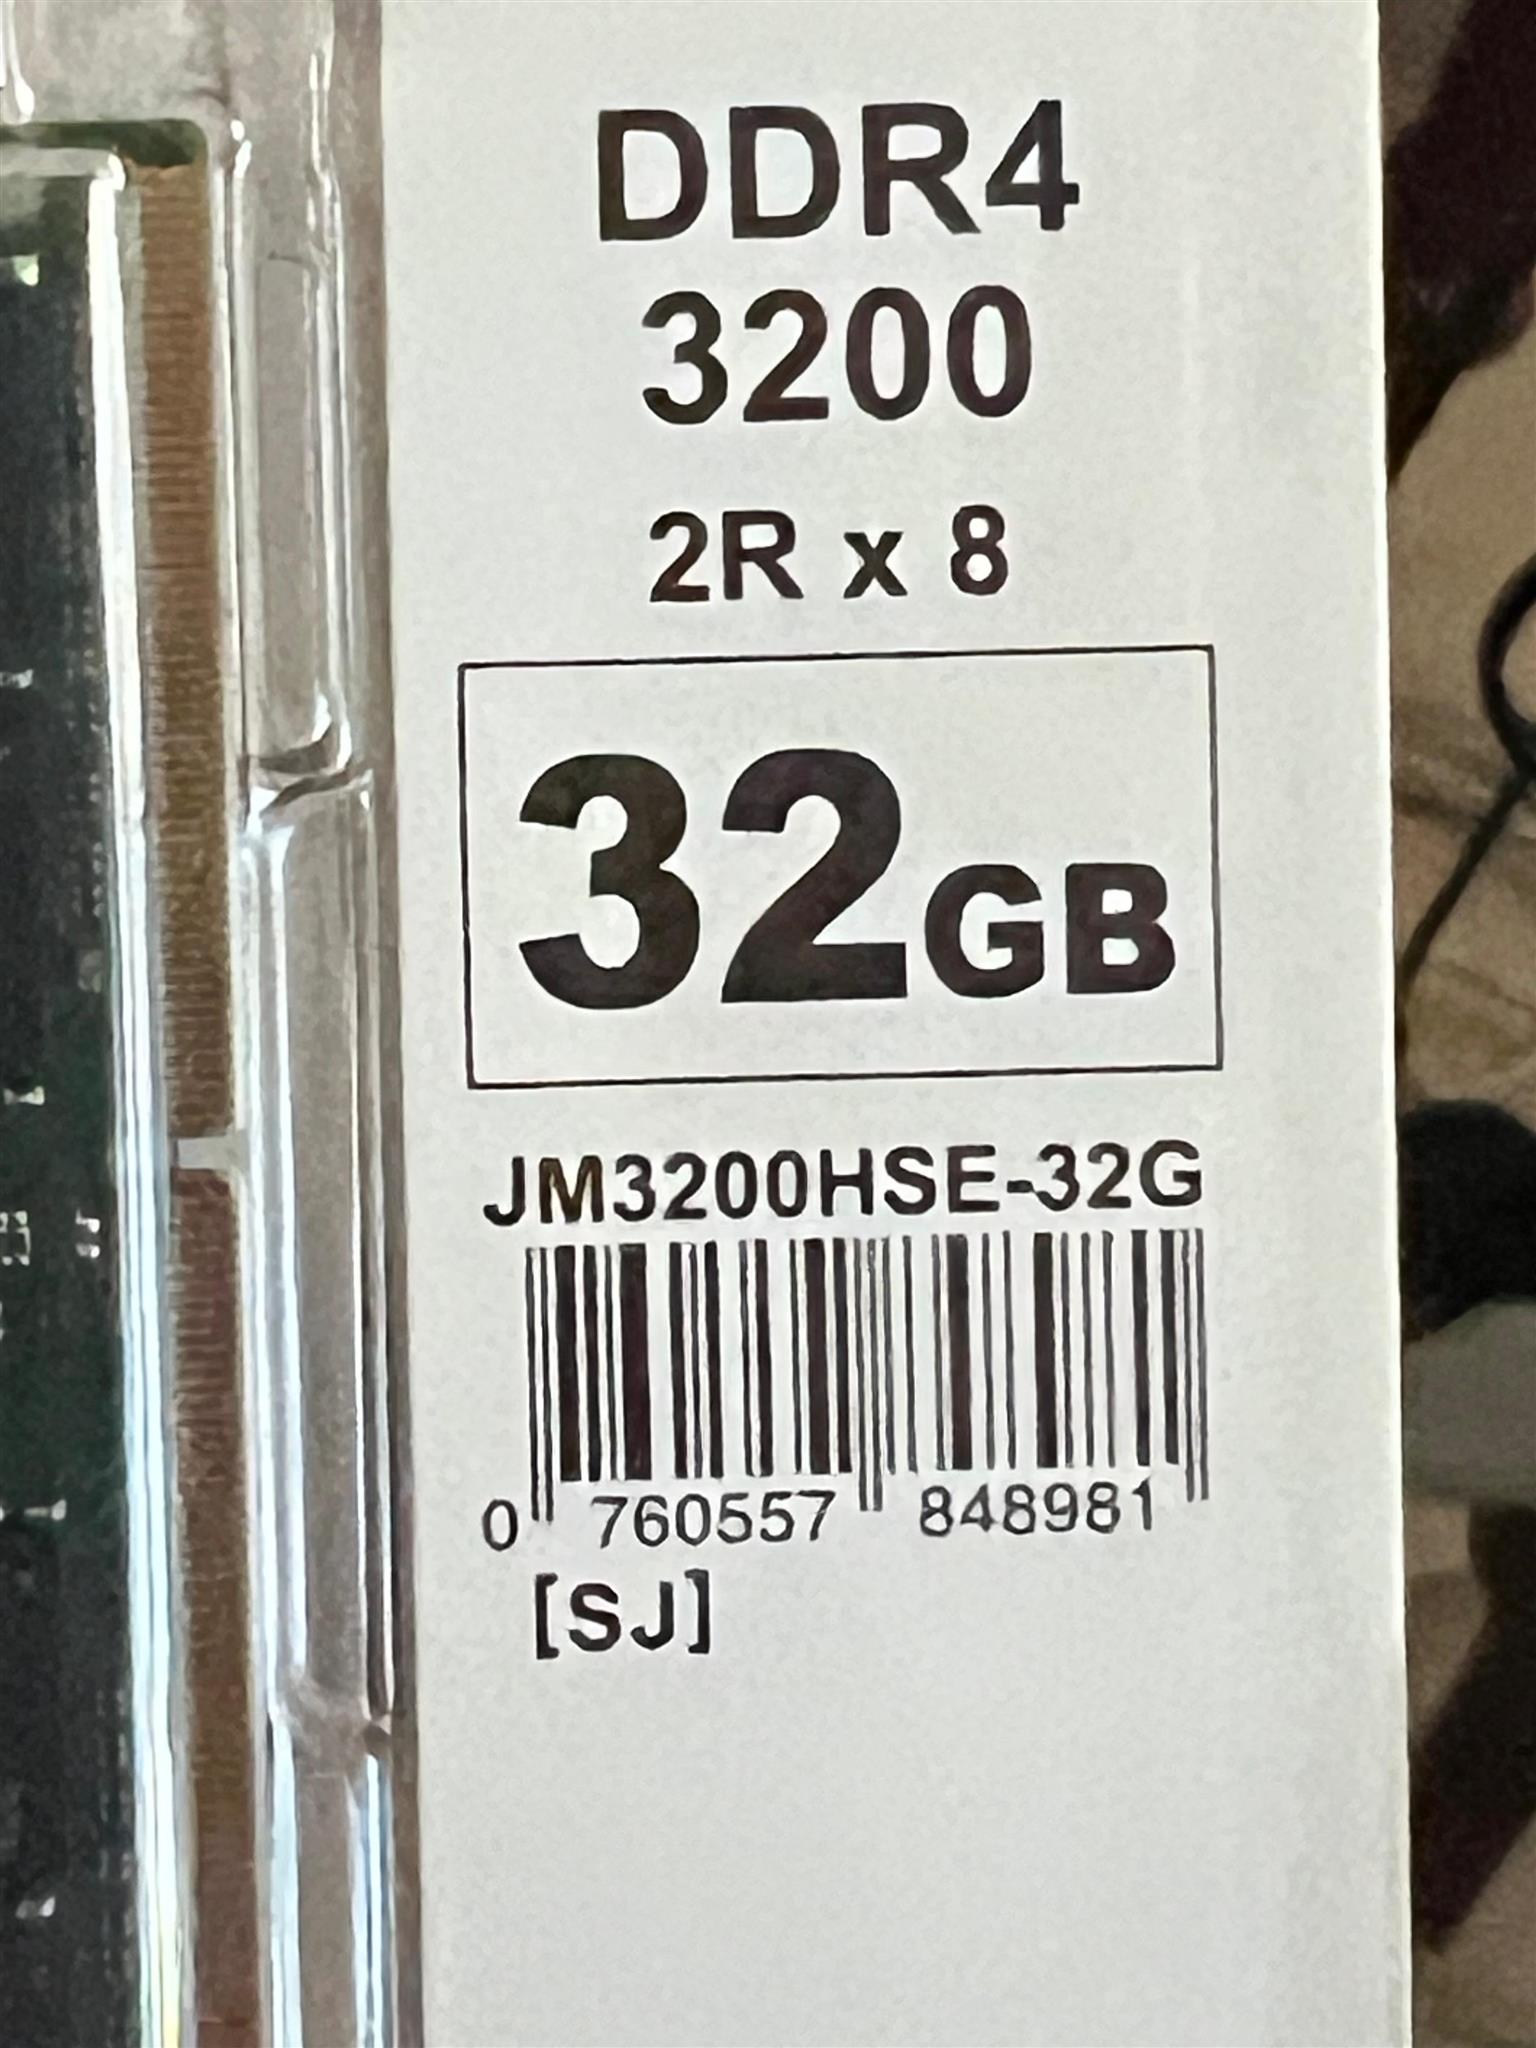 DDR4
3200
2R x 8
32GB
JM3200HSE-32G
0 760557 848981
[SJ]